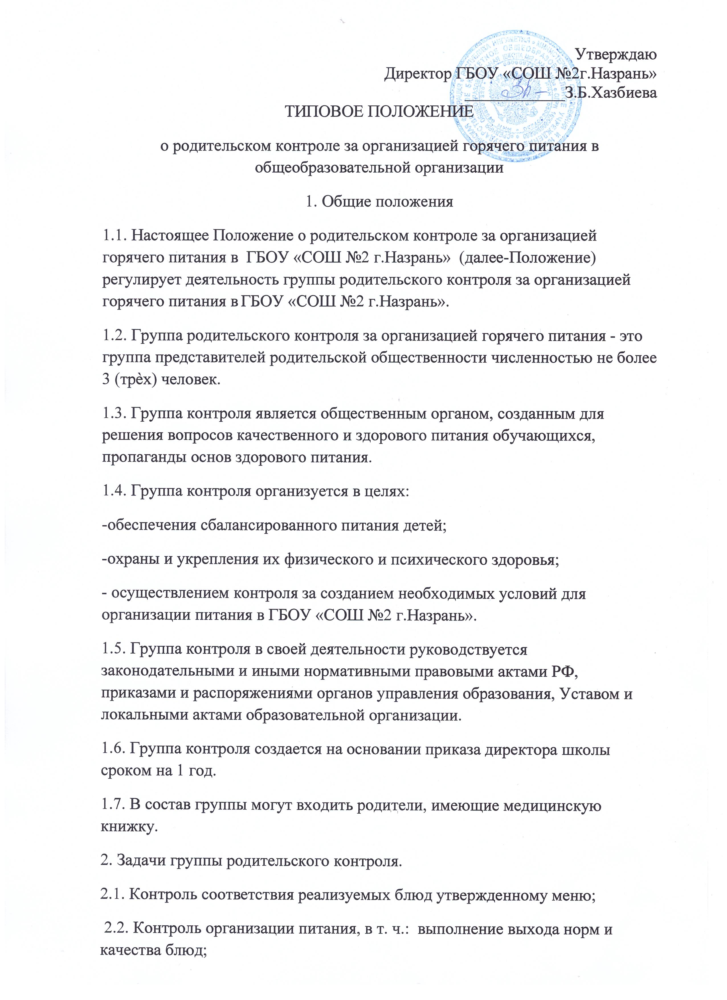 Утверждаю
Директор ГБОУ «СОШ №2г.Назрань»
____________З.Б.Хазбиева
ТИПОВОЕ ПОЛОЖЕНИЕ
о родительском контроле за организацией горячего питания в
общеобразовательной организации
1. Общие положения
1.1. Настоящее Положение о родительском контроле за организацией
горячего питания в ГБОУ «СОШ №2 г.Назрань» (далее-Положение)
регулирует деятельность группы родительского контроля за организацией
горячего питания в ГБОУ «СОШ №2 г.Назрань».
1.2. Группа родительского контроля за организацией горячего питания - это
группа представителей родительской общественности численностью не более
3 (трѐх) человек.
1.3. Группа контроля является общественным органом, созданным для
решения вопросов качественного и здорового питания обучающихся,
пропаганды основ здорового питания.
1.4. Группа контроля организуется в целях:
-обеспечения сбалансированного питания детей;
-охраны и укрепления их физического и психического здоровья;
- осуществлением контроля за созданием необходимых условий для
организации питания в ГБОУ «СОШ №2 г.Назрань».
1.5. Группа контроля в своей деятельности руководствуется
законодательными и иными нормативными правовыми актами РФ,
приказами и распоряжениями органов управления образования, Уставом и
локальными актами образовательной организации.
1.6. Группа контроля создается на основании приказа директора школы
сроком на 1 год.
1.7. В состав группы могут входить родители, имеющие медицинскую
книжку.
2. Задачи группы родительского контроля.
2.1. Контроль соответствия реализуемых блюд утвержденному меню;
2.2. Контроль организации питания, в т. ч.: выполнение выхода норм и
качества блюд;